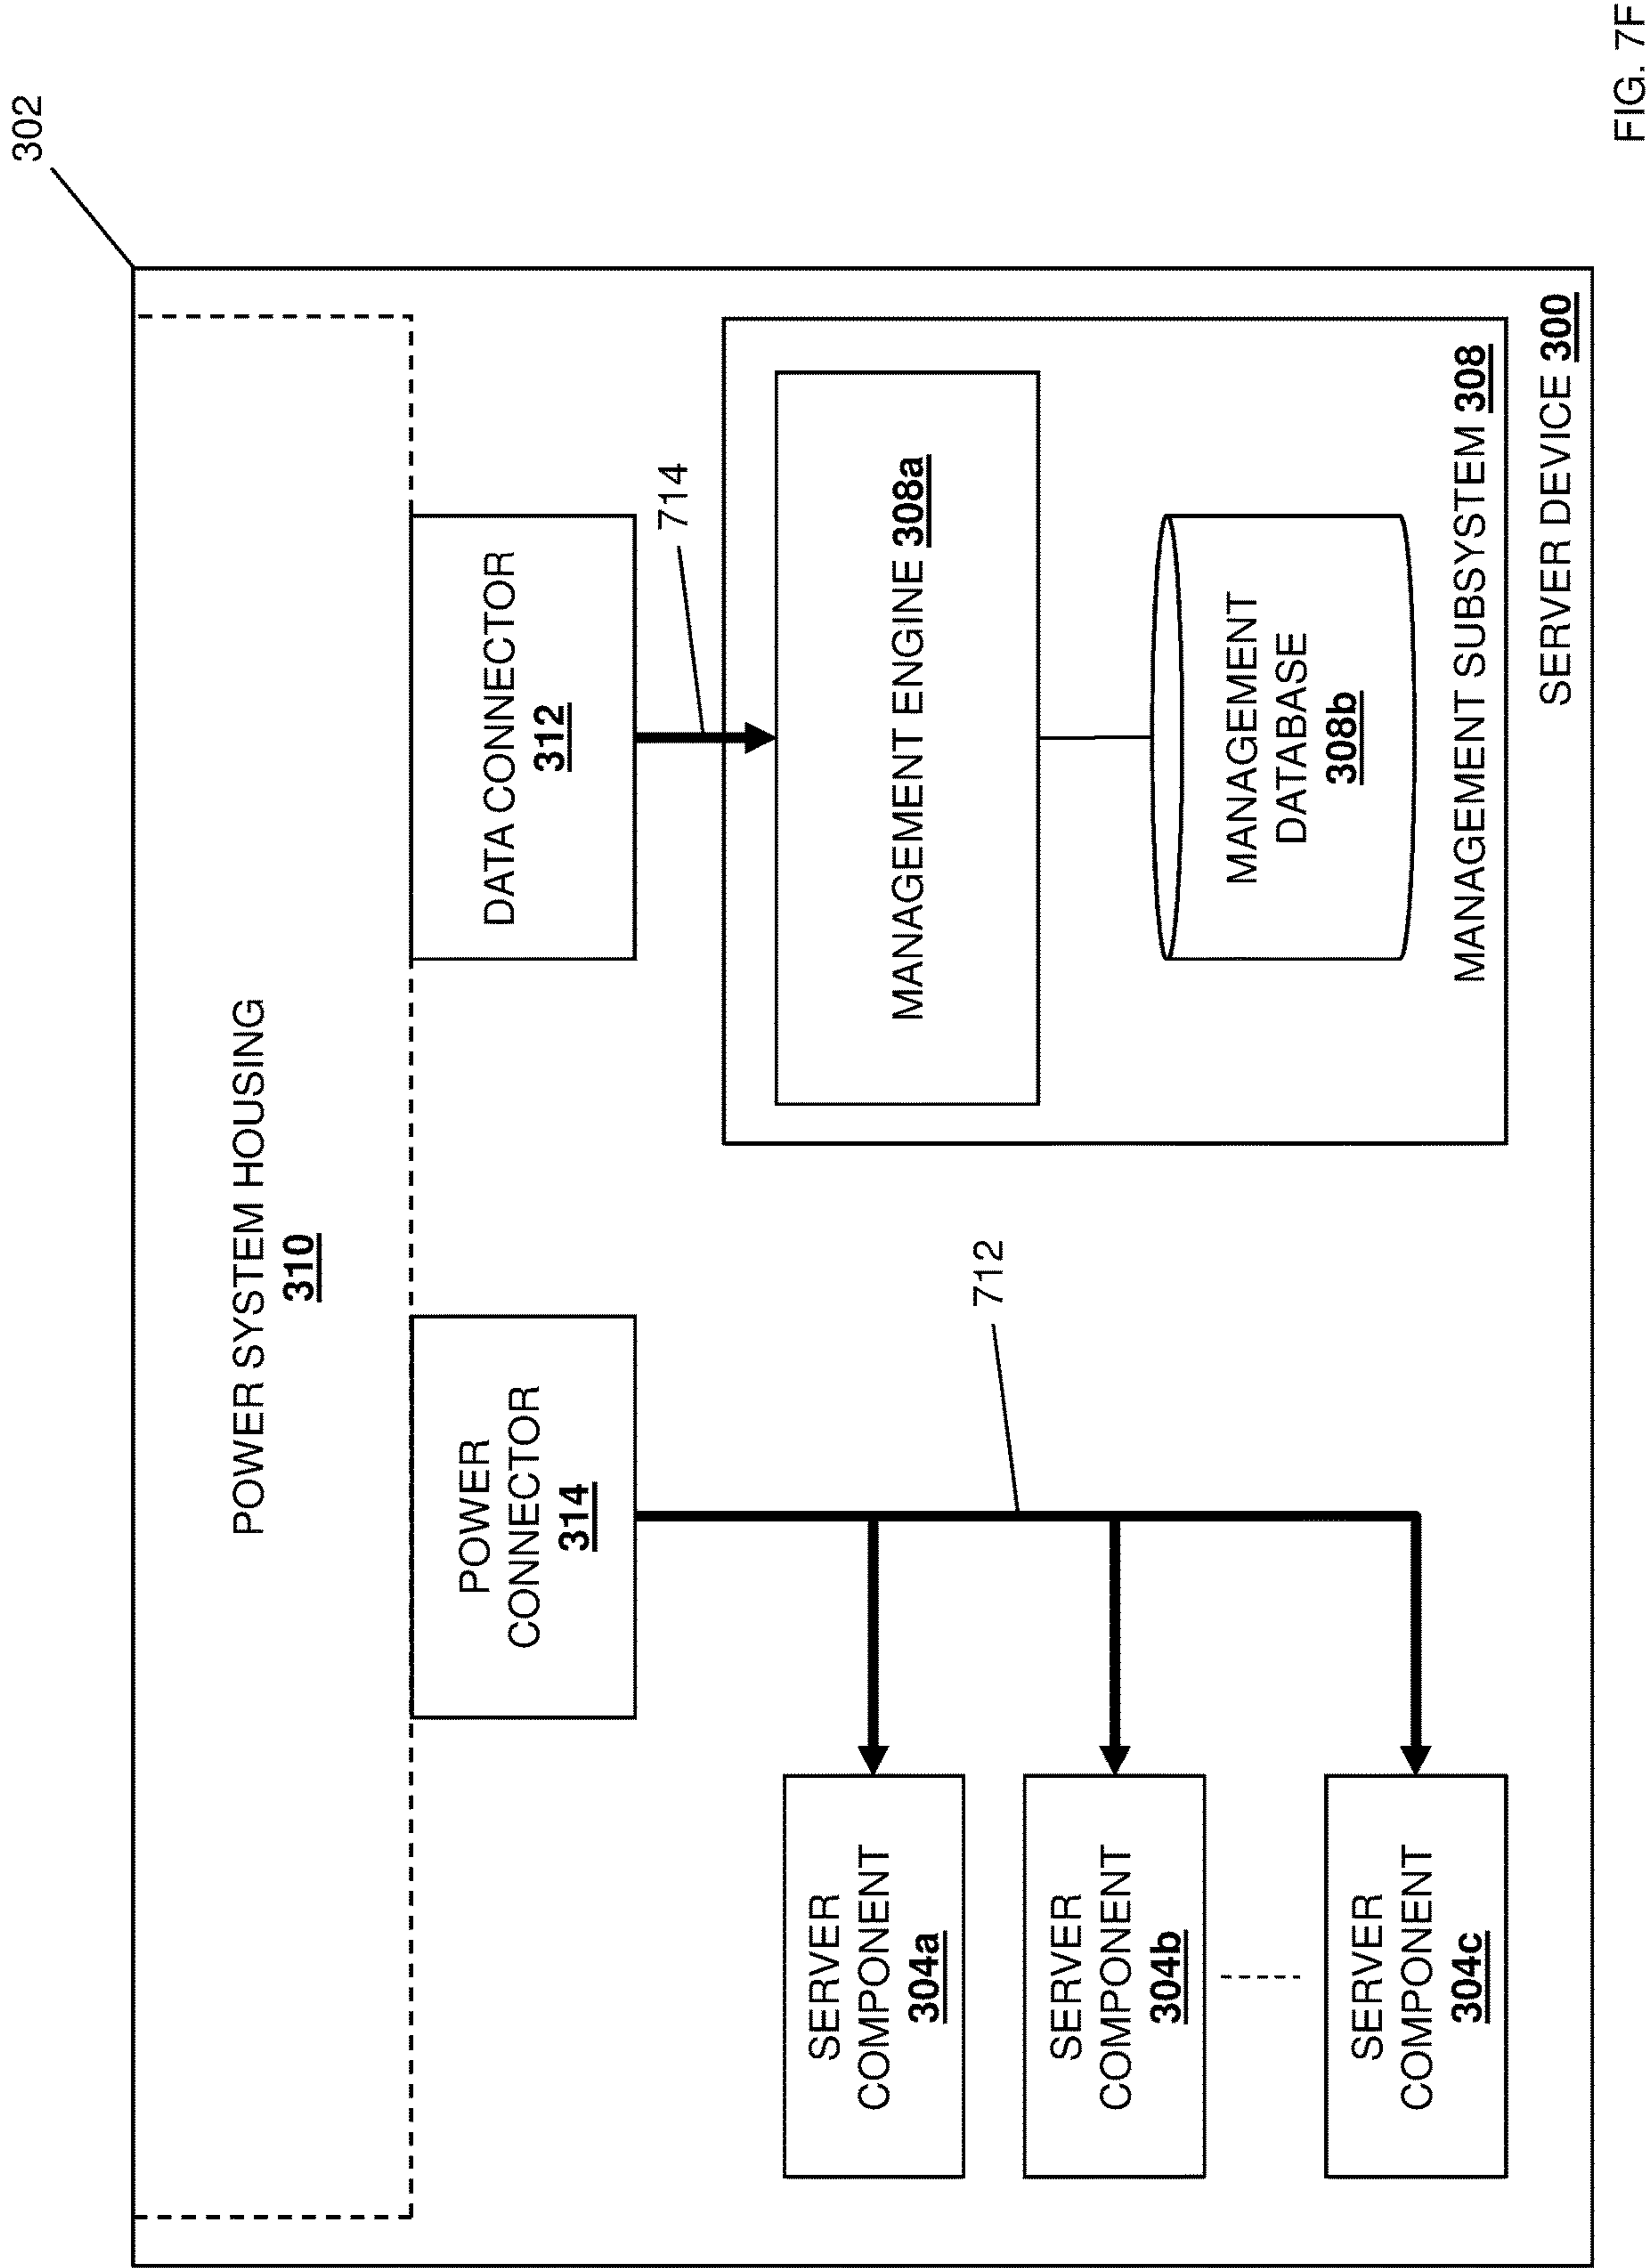 302
POWER SYSTEM HOUSING
310
POWER
CONNECTOR
314
DATA CONNECTOR
312
714
712
SERVER
COMPONENT
304a
SERVER
COMPONENT
304b
SERVER
COMPONENT
304c
MANAGEMENT ENGINE 308a
MANAGEMENT
DATABASE
308b
MANAGEMENT SUBSYSTEM 308
SERVER DEVICE 300
FIG. 7F